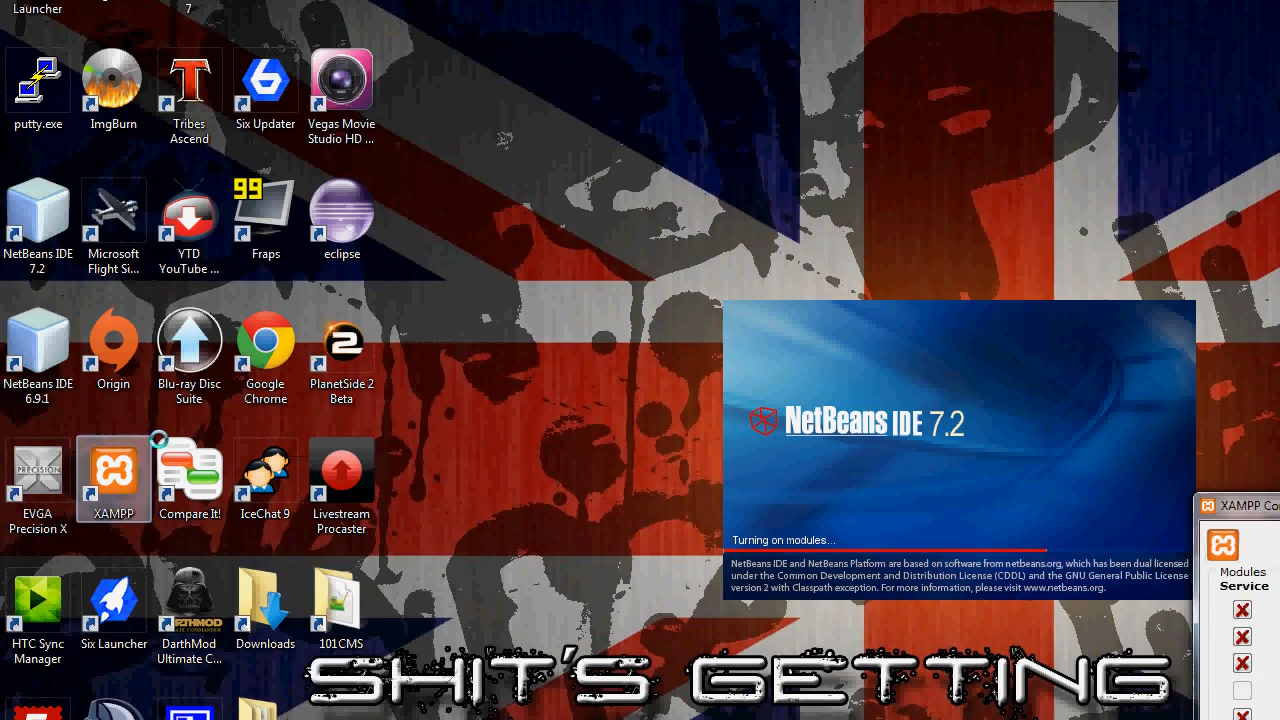 Launcher
7
putty.exe
ImgBurn
Tribes
Ascend
Six Updater
Vegas Movie
Studio HD ...
99
NetBeans IDE
7.2
Microsoft
Flight Si...
YTD
YouTube ...
Fraps
eclipse
NetBeans IDE
6.9.1
Origin
Blu-ray Disc
Suite
Google
Chrome
PlanetSide 2
Beta
PRECISION
EVGA
Precision X
XAMPP
Compare It!
IceChat 9
Livestream
Procaster
HTC Sync
Manager
Six Launcher
DarthMod
Ultimate C...
Downloads
101CMS
NetBeans IDE 7.2
Turning on modules...
NetBeans IDE and NetBeans Platform are based on software from netbeans.org, which has been dual licensed
under the Common Development and Distribution License (CDDL) and the GNU General Public License
version 2 with Classpath exception. For more information, please visit www.netbeans.org.
XAMPP Co
Modules
Service
SHIT'S GETTING